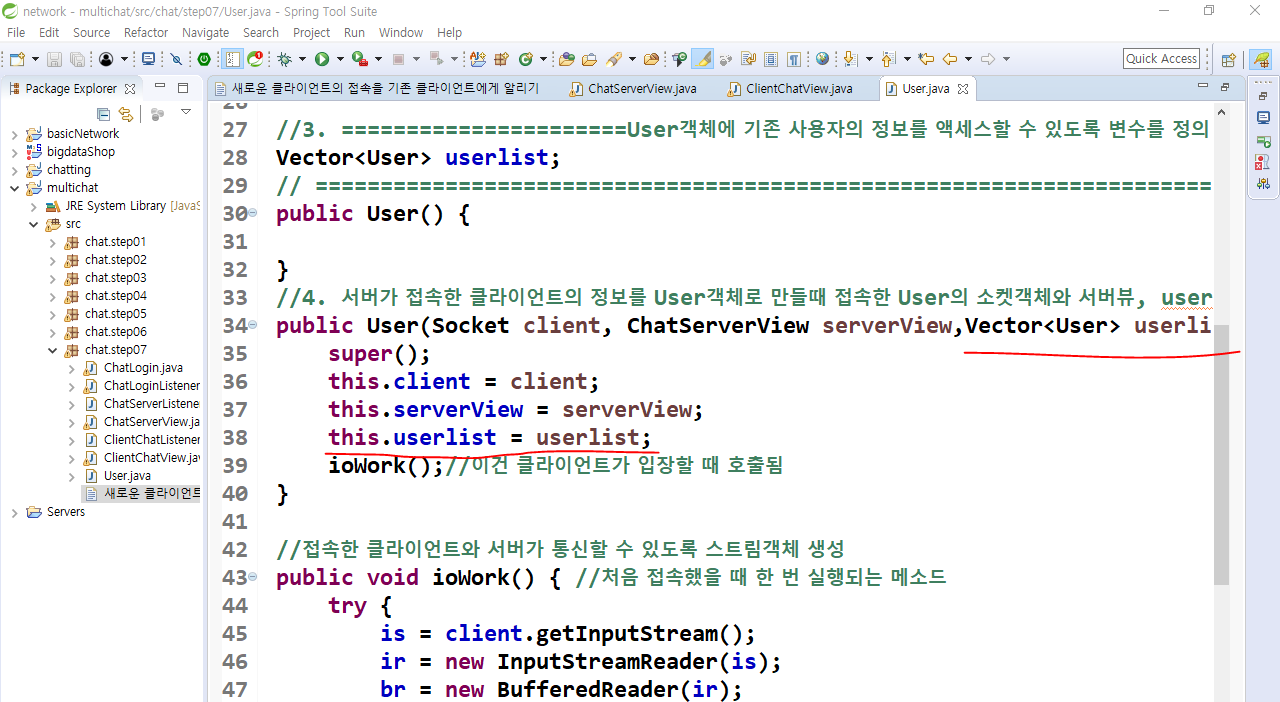 network - multichat/src/chat/step07/User.java - Spring Tool Suite
File Edit Source Refactor Navigate Search Project Run Window Help
Quick Access
Package Explorer
새로운 클라이언트의 접속을 기존 클라이언트에게 알리기
ChatServerView.java
ClientChatView.java
User.java
basicNetwork
bigdataShop
chatting
multichat
JRE System Library [JavaS
src
chat.step01
chat.step02
chat.step03
chat.step04
chat.step05
chat.step06
chat.step07
ChatLogin.java
ChatLoginListener
ChatServerListene
ChatServerView.ja
ClientChatListener
ClientChatView.jav
User.java
새로운 클라이언트
Servers
26
27 //3. ======================User객체에 기존 사용자의 정보를 액세스할 수 있도록 변수를 정의
28 Vector<User> userlist;
29 // =====================================================================
30 public User() {
31
32 }
33 //4. 서버가 접속한 클라이언트의 정보를 User객체로 만들때 접속한 User의 소켓객체와 서버뷰, user
34 public User(Socket client, ChatServerView serverView,Vector<User> userli
35 super();
36 this.client = client;
37 this.serverView = serverView;
38 this.userlist = userlist;
39 ioWork();//이건 클라이언트가 입장할 때 호출됨
40 }
41
42 //접속한 클라이언트와 서버가 통신할 수 있도록 스트림객체 생성
43 public void ioWork() { //처음 접속했을 때 한 번 실행되는 메소드
44 try {
45 is = client.getInputStream();
46 ir = new InputStreamReader(is);
47 br = new BufferedReader(ir);